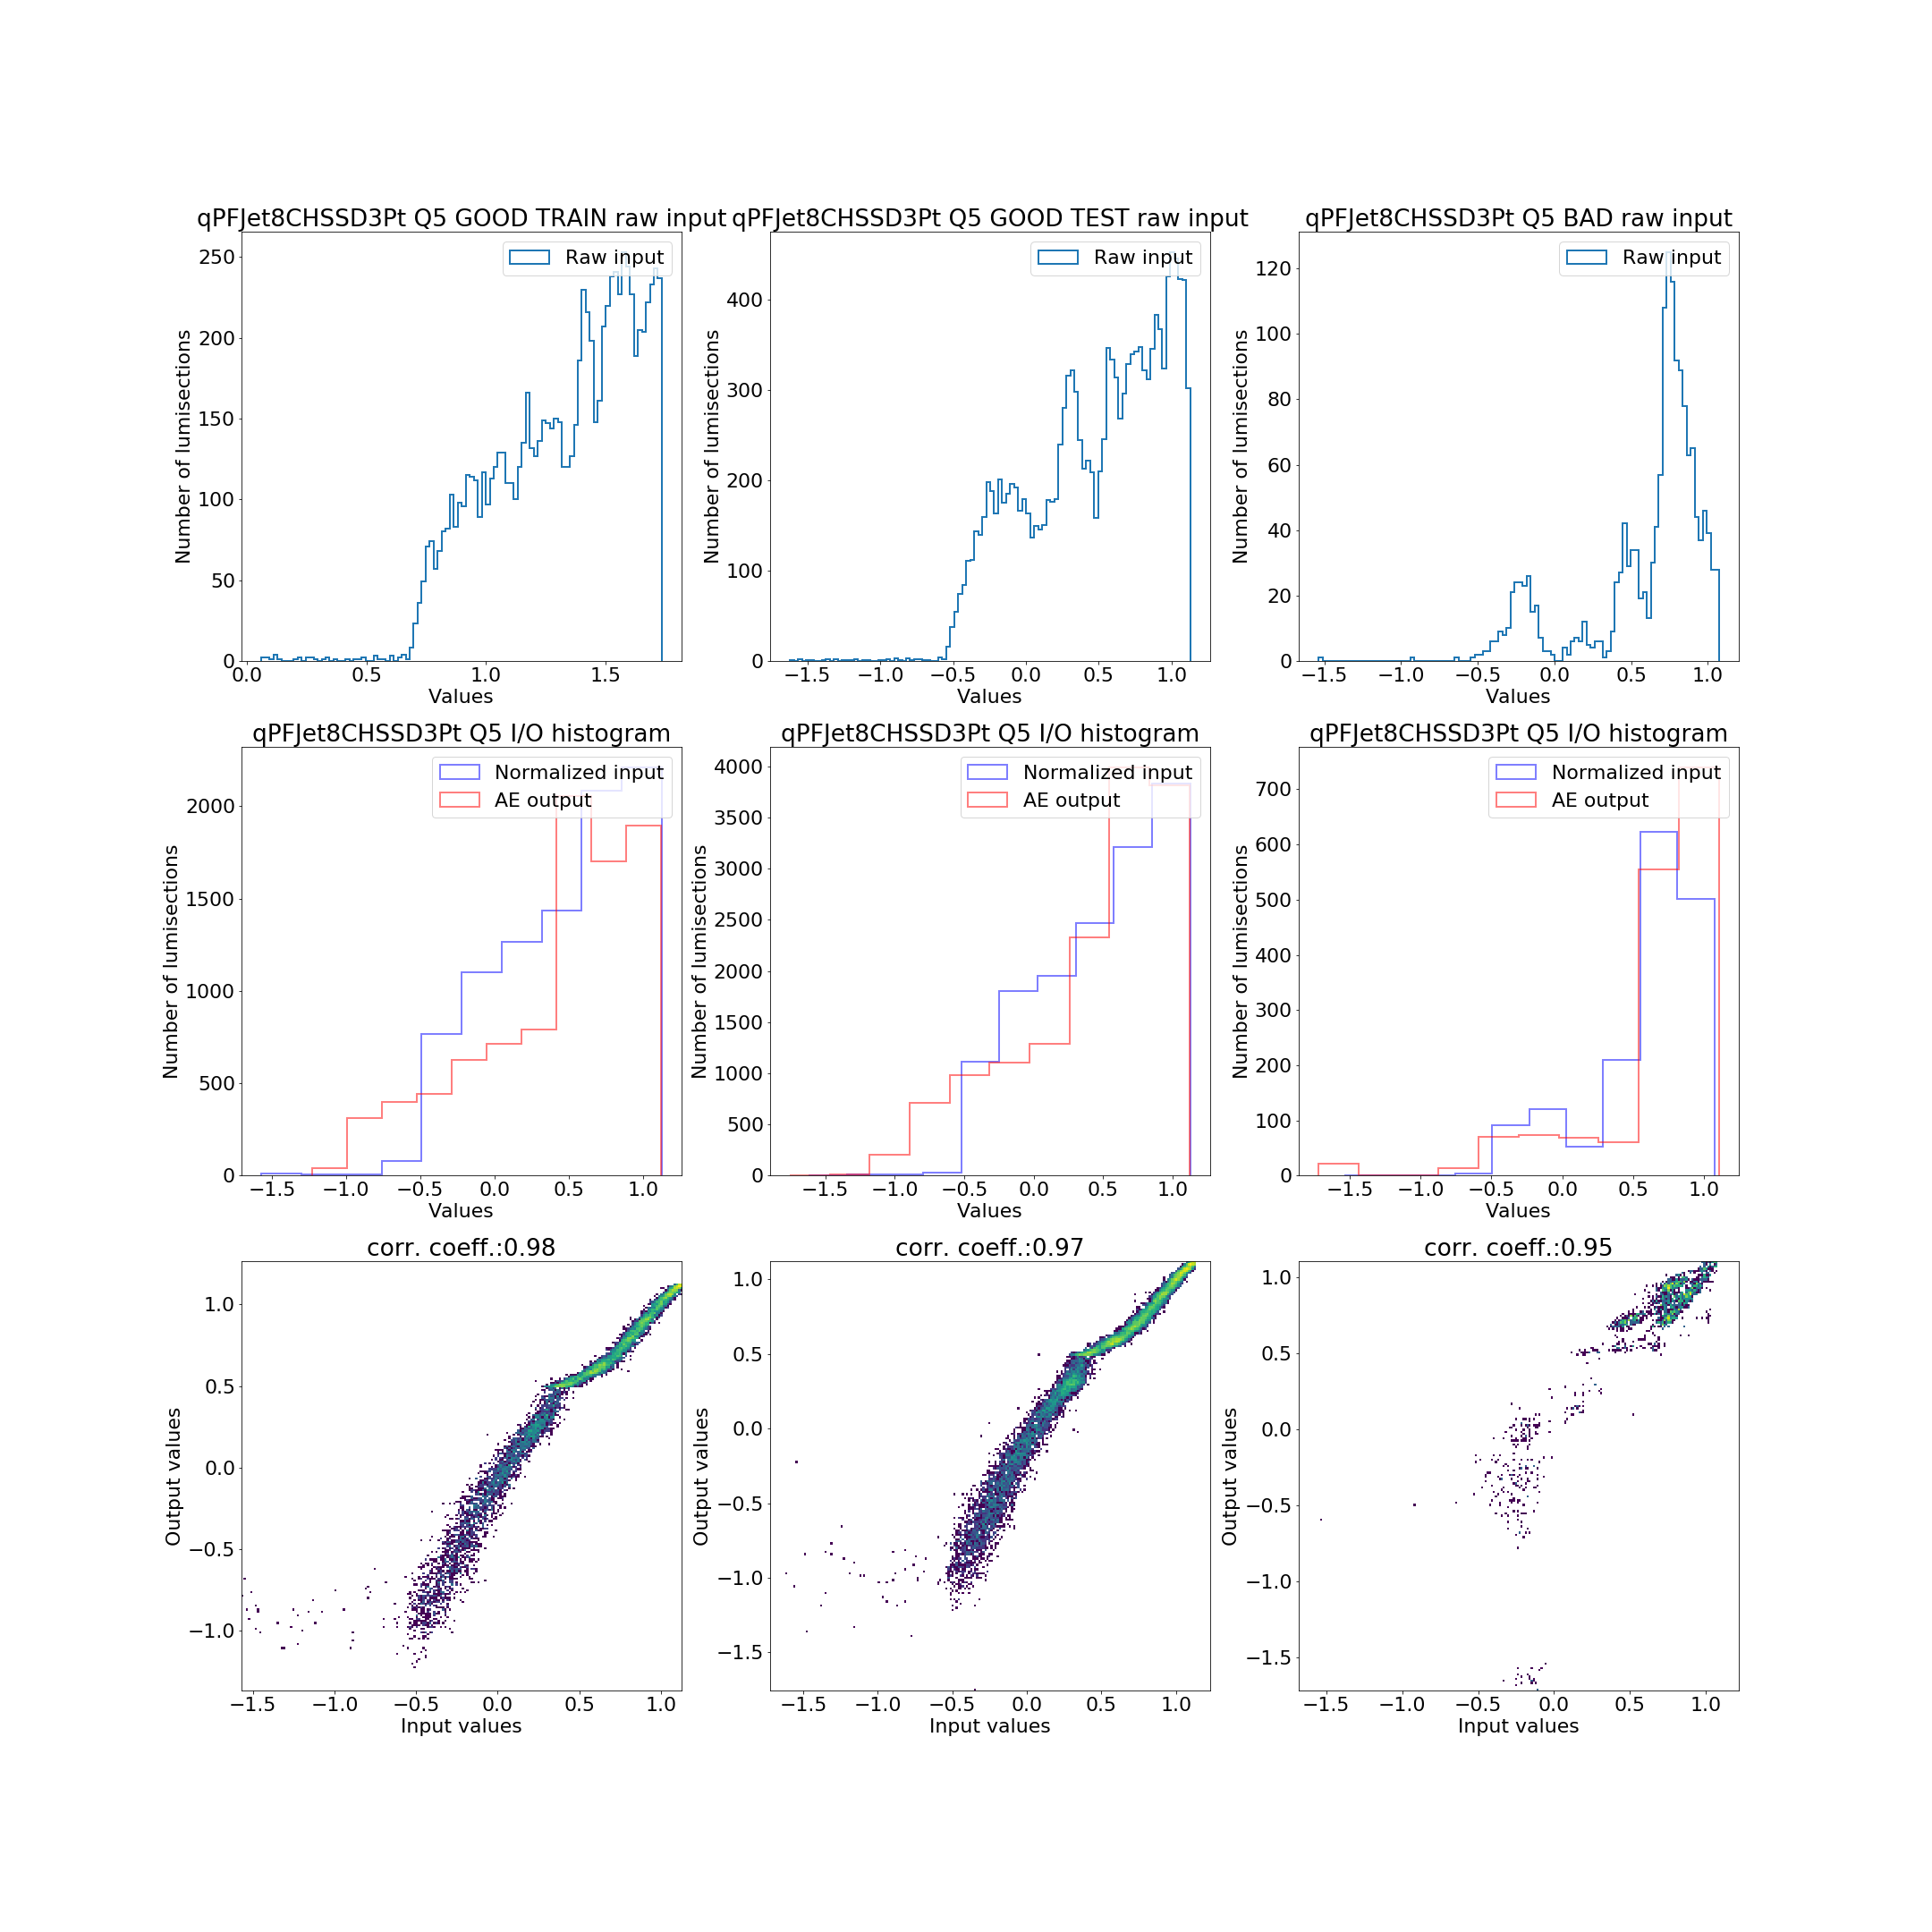 qPFJet8CHSSD3Pt Q5 GOOD TRAIN raw input
qPFJet8CHSSD3Pt Q5 GOOD TEST raw input
qPFJet8CHSSD3Pt Q5 BAD raw input
Raw input
Raw input
Raw input
Number of lumisections
250
200
150
100
50
0
0.0 0.5 1.0 1.5
Values
Number of lumisections
400
300
200
100
0
−1.5 −1.0 −0.5 0.0 0.5 1.0
Values
Number of lumisections
120
100
80
60
40
20
0
−1.5 −1.0 −0.5 0.0 0.5 1.0
Values
qPFJet8CHSSD3Pt Q5 I/O histogram
qPFJet8CHSSD3Pt Q5 I/O histogram
qPFJet8CHSSD3Pt Q5 I/O histogram
Normalized input
AE output
Normalized input
AE output
Normalized input
AE output
Number of lumisections
2000
1500
1000
500
0
−1.5 −1.0 −0.5 0.0 0.5 1.0
Values
Number of lumisections
4000
3500
3000
2500
2000
1500
1000
500
0
−1.5 −1.0 −0.5 0.0 0.5 1.0
Values
Number of lumisections
700
600
500
400
300
200
100
0
−1.5 −1.0 −0.5 0.0 0.5 1.0
Values
corr. coeff.:0.98
corr. coeff.:0.97
corr. coeff.:0.95
Output values
1.0
0.5
0.0
−0.5
−1.0
−1.5 −1.0 −0.5 0.0 0.5 1.0
Input values
Output values
1.0
0.5
0.0
−0.5
−1.0
−1.5
−1.5 −1.0 −0.5 0.0 0.5 1.0
Input values
Output values
1.0
0.5
0.0
−0.5
−1.0
−1.5
−1.5 −1.0 −0.5 0.0 0.5 1.0
Input values